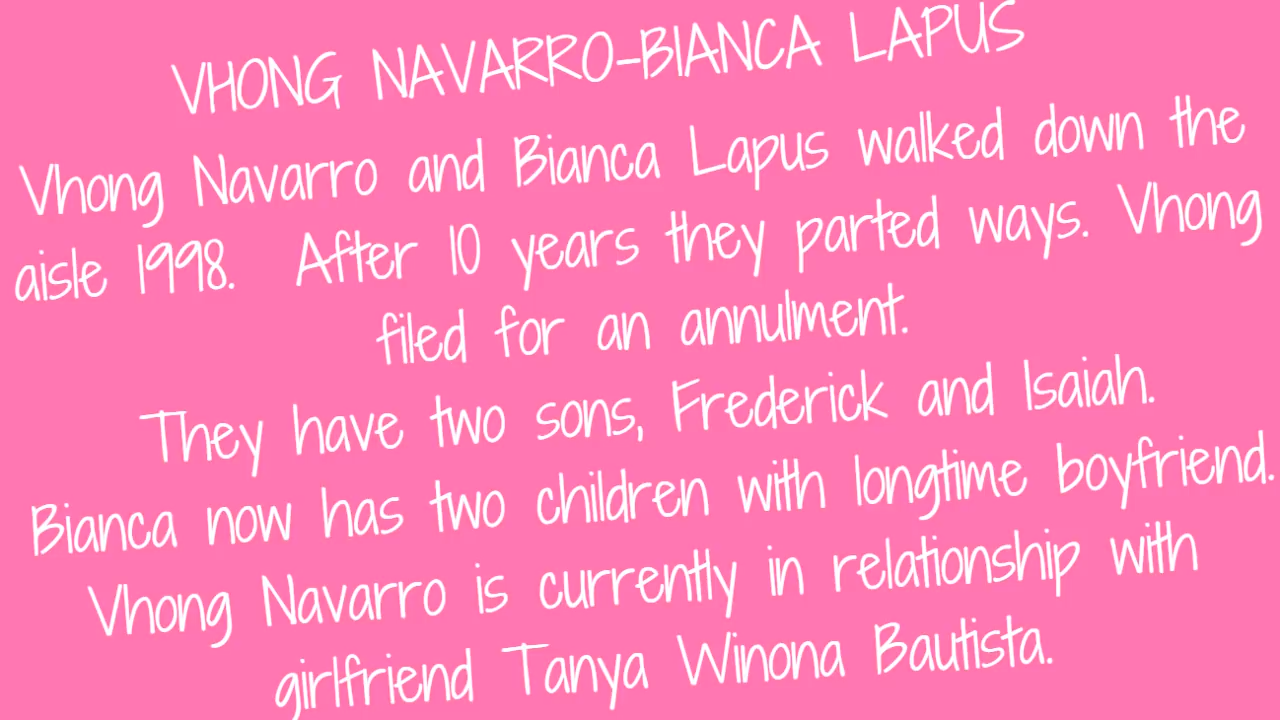 VHONG NAVARRO-BIANCA LAPUS
Vhong Navarro and Bianca Lapus walked down the
aisle 1998. After 10 years they parted ways. Vhong
filed for an annulment.
They have two sons, Frederick and Isaiah.
Bianca now has two children with longtime boyfriend.
Vhong Navarro is currently in relationship with
girlfriend Tanya Winona Bautista.